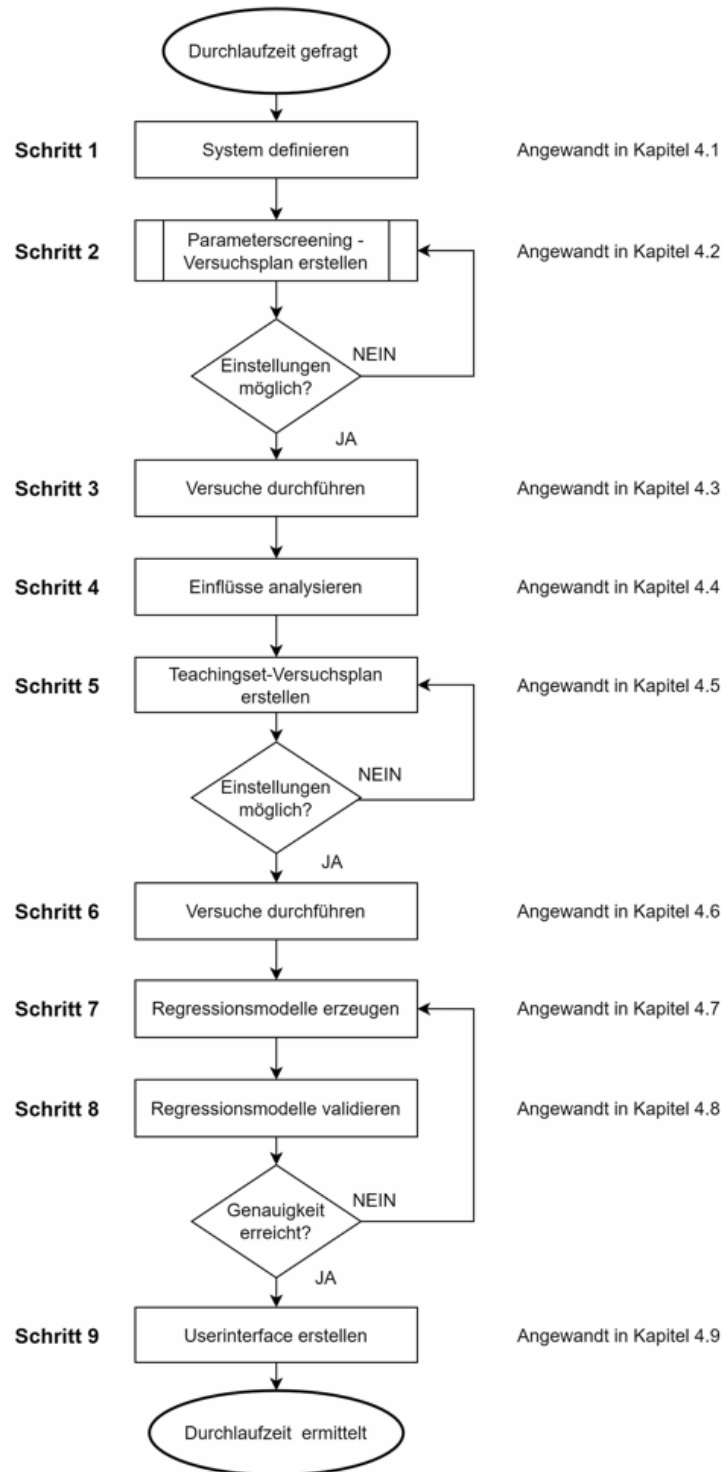 Durchlaufzeit gefragt
Schritt 1
System definieren
Angewandt in Kapitel 4.1
Schritt 2
Parameterscreening -
Versuchsplan erstellen
Angewandt in Kapitel 4.2
Einstellungen
möglich?
NEIN
JA
Schritt 3
Versuche durchführen
Angewandt in Kapitel 4.3
Schritt 4
Einflüsse analysieren
Angewandt in Kapitel 4.4
Schritt 5
Teachingset-Versuchsplan
erstellen
Angewandt in Kapitel 4.5
Einstellungen
möglich?
NEIN
JA
Schritt 6
Versuche durchführen
Angewandt in Kapitel 4.6
Schritt 7
Regressionsmodelle erzeugen
Angewandt in Kapitel 4.7
Schritt 8
Regressionsmodelle validieren
Angewandt in Kapitel 4.8
Genauigkeit
erreicht?
NEIN
JA
Schritt 9
Userinterface erstellen
Angewandt in Kapitel 4.9
Durchlaufzeit ermittelt